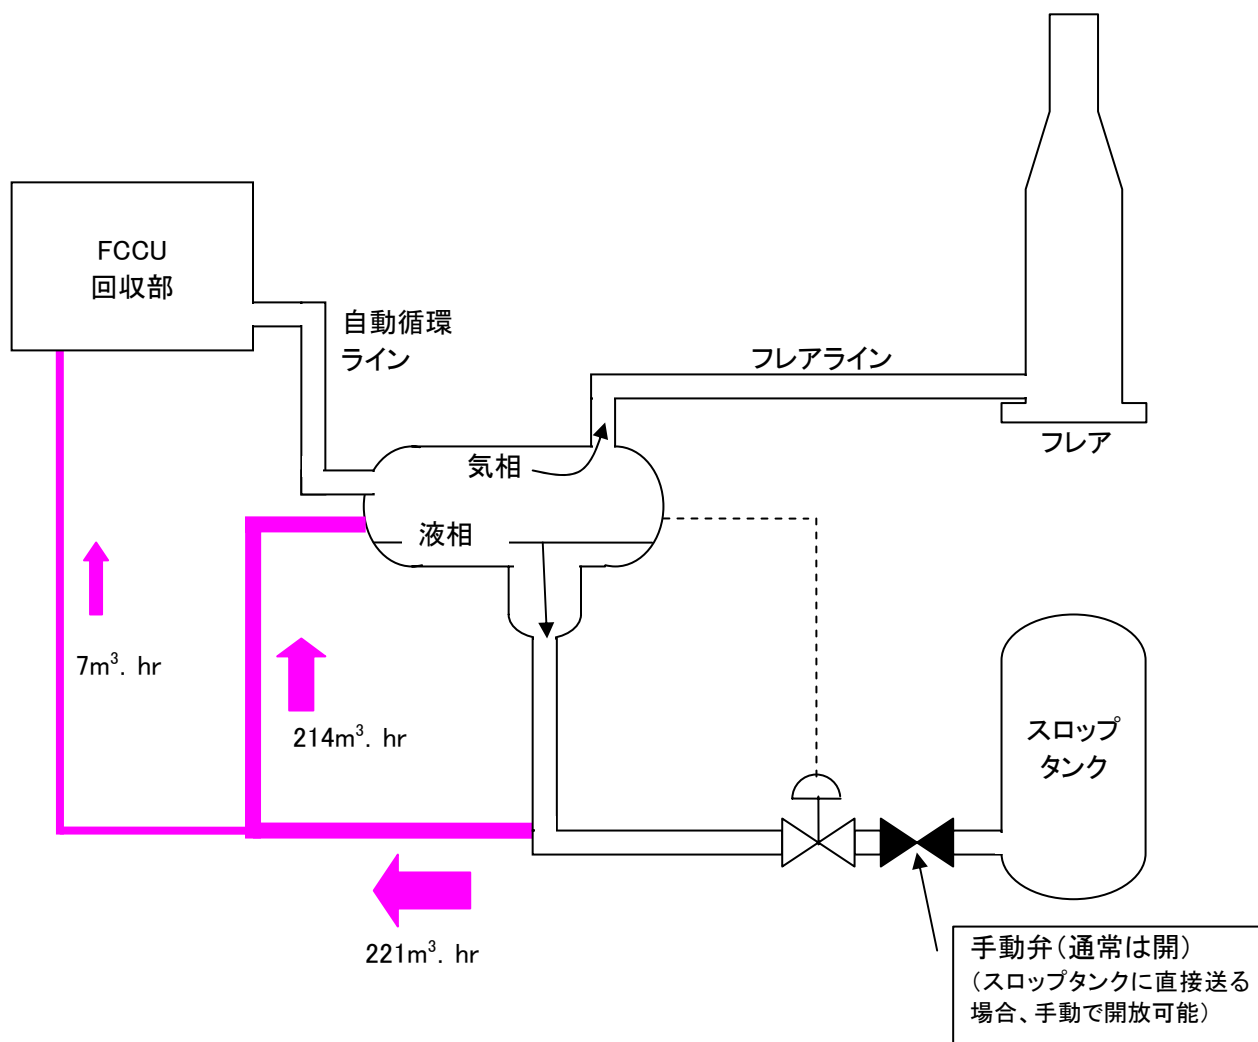 FCCU
回収部
自動循環
ライン
フレアライン
フレア
気相
液相
7m³. hr
214m³. hr
スロップ
タンク
221m³. hr
手動弁(通常は開)
(スロップタンクに直接送る
場合、手動で開放可能)